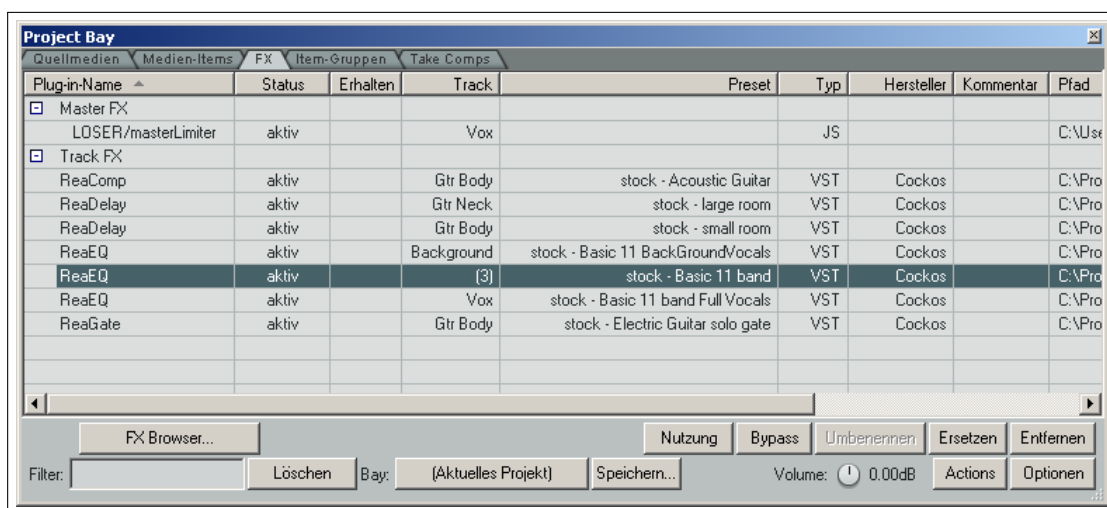 Project Bay
Quellmedien Medien-Items FX Item-Gruppen Take Comps
Plug-in-Name Status Erhalten Track Preset Typ Hersteller Kommentar Pfad
Master FX
LOSER/masterLimiter aktiv Vox JS C:\Use
Track FX
ReaComp aktiv Gtr Body stock - Acoustic Guitar VST Cockos C:\Pro
ReaDelay aktiv Gtr Neck stock - large room VST Cockos C:\Pro
ReaDelay aktiv Gtr Body stock - small room VST Cockos C:\Pro
ReaEQ aktiv Background stock - Basic 11 BackGroundVocals VST Cockos C:\Pro
ReaEQ aktiv (3) stock - Basic 11 band VST Cockos C:\Pro
ReaEQ aktiv Vox stock - Basic 11 band Full Vocals VST Cockos C:\Pro
ReaGate aktiv Gtr Body stock - Electric Guitar solo gate VST Cockos C:\Pro
FX Browser... Nutzung Bypass Umbenennen Ersetzen Entfernen
Filter: Löschen Bay: (Aktuelles Projekt) Speichern... Volume: 0.00dB Actions Optionen